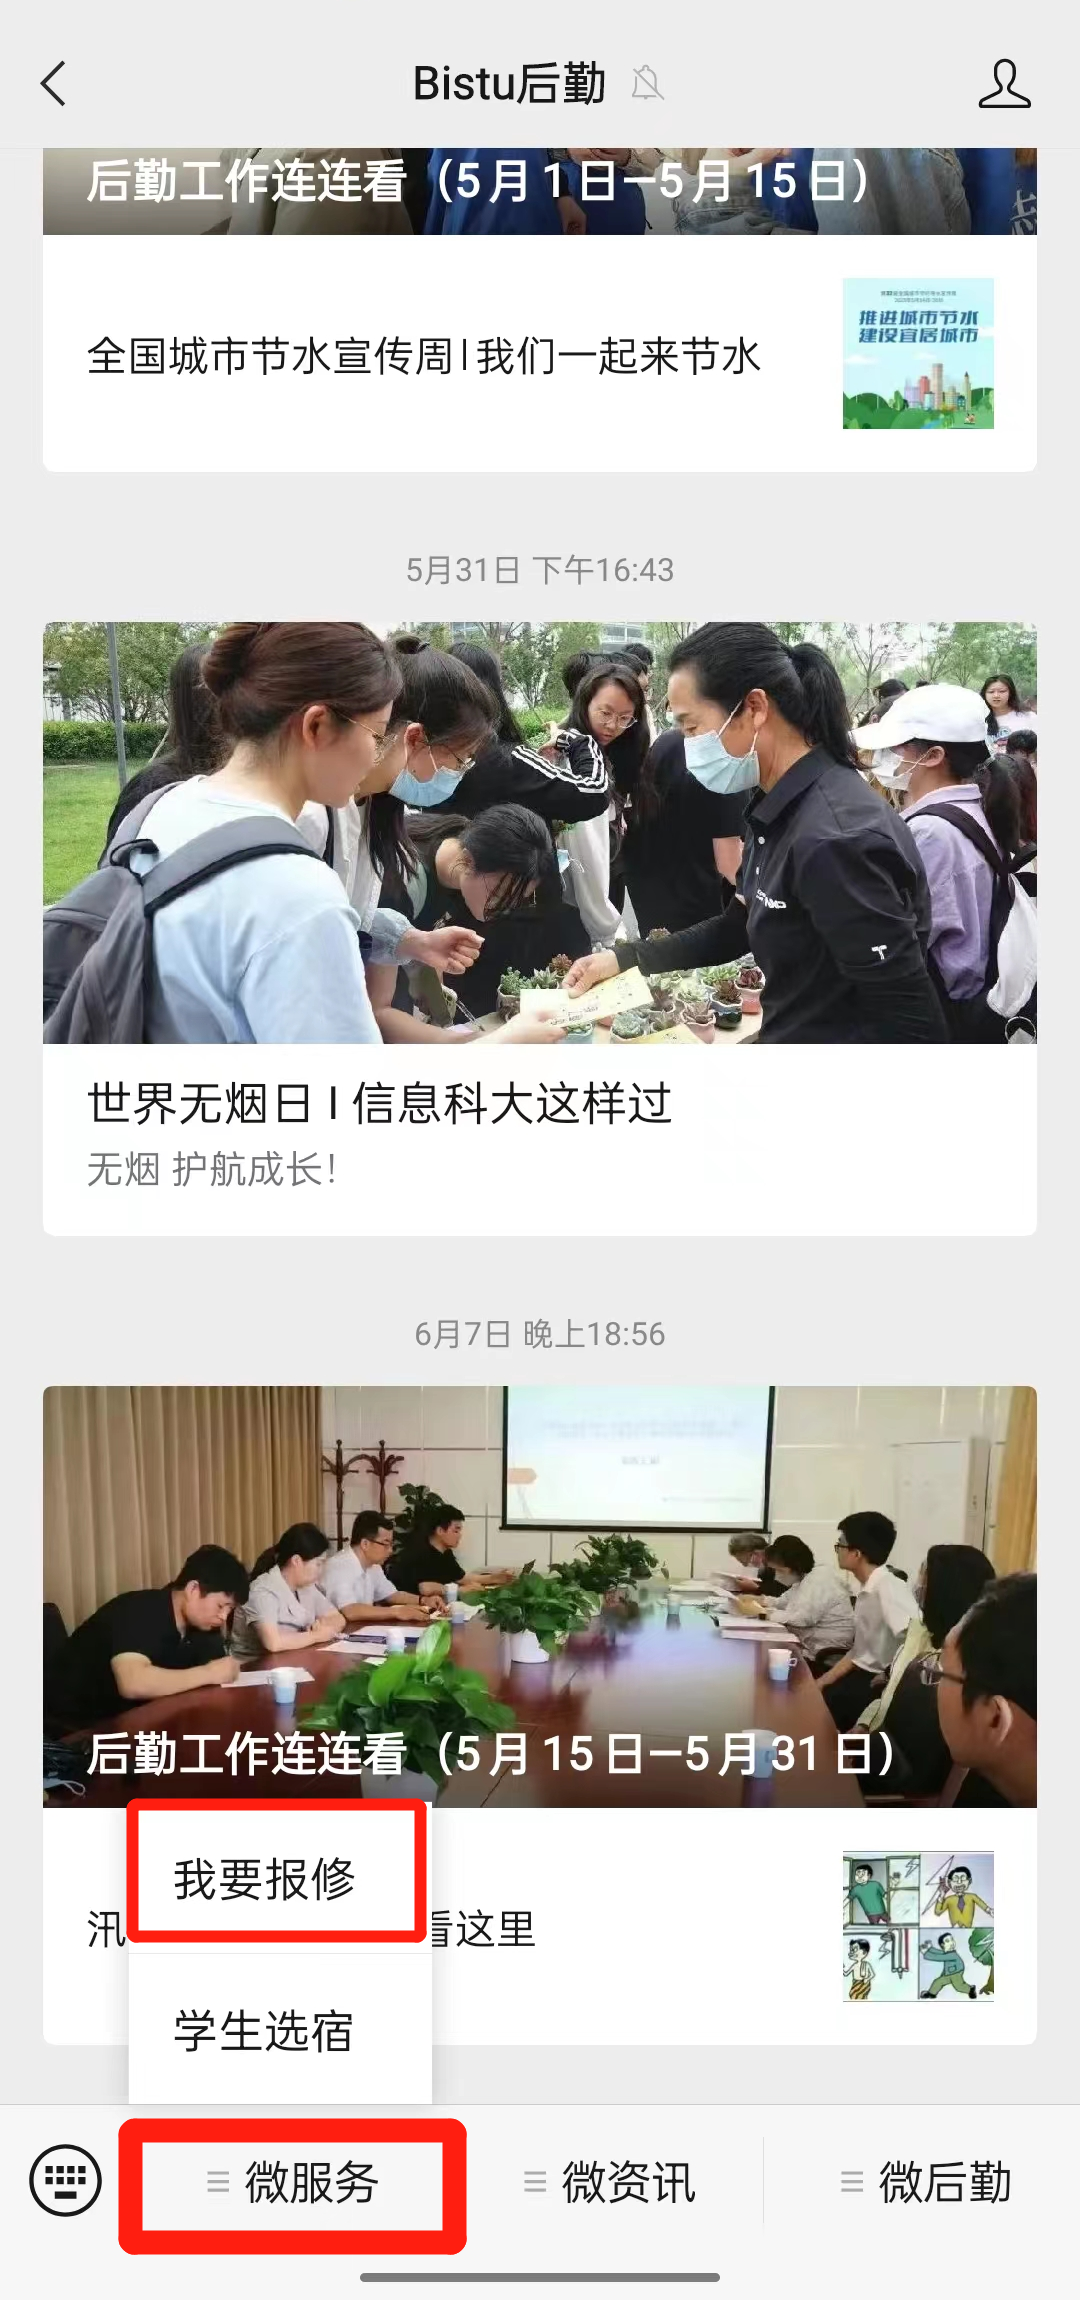 Bistu后勤
后勤工作连连看（5月1日—5月15日）
志
全国城市节水宣传周|我们一起来节水
推进城市节水
建设宜居城市
5月31日 下午16:43
世界无烟日 I 信息科大这样过
无烟 护航成长！
6月7日 晚上18:56
后勤工作连连看（5月15日—5月31日）
我要报修
汛
看这里
学生选宿
微服务
微资讯
微后勤